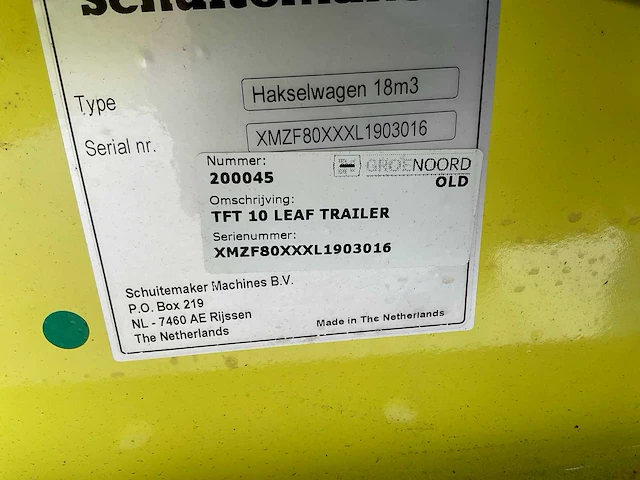 Schuitemaker
Type
Hakselwagen 18m3
Serial nr.
XMZF80XXXL1903016
Nummer:
200045
GROENOORD
OLD
Omschrijving:
TFT 10 LEAF TRAILER
Serienummer:
XMZF80XXXL1903016
Schuitemaker Machines B.V.
P.O. Box 219
NL - 7460 AE Rijssen
The Netherlands
Made in The Netherlands